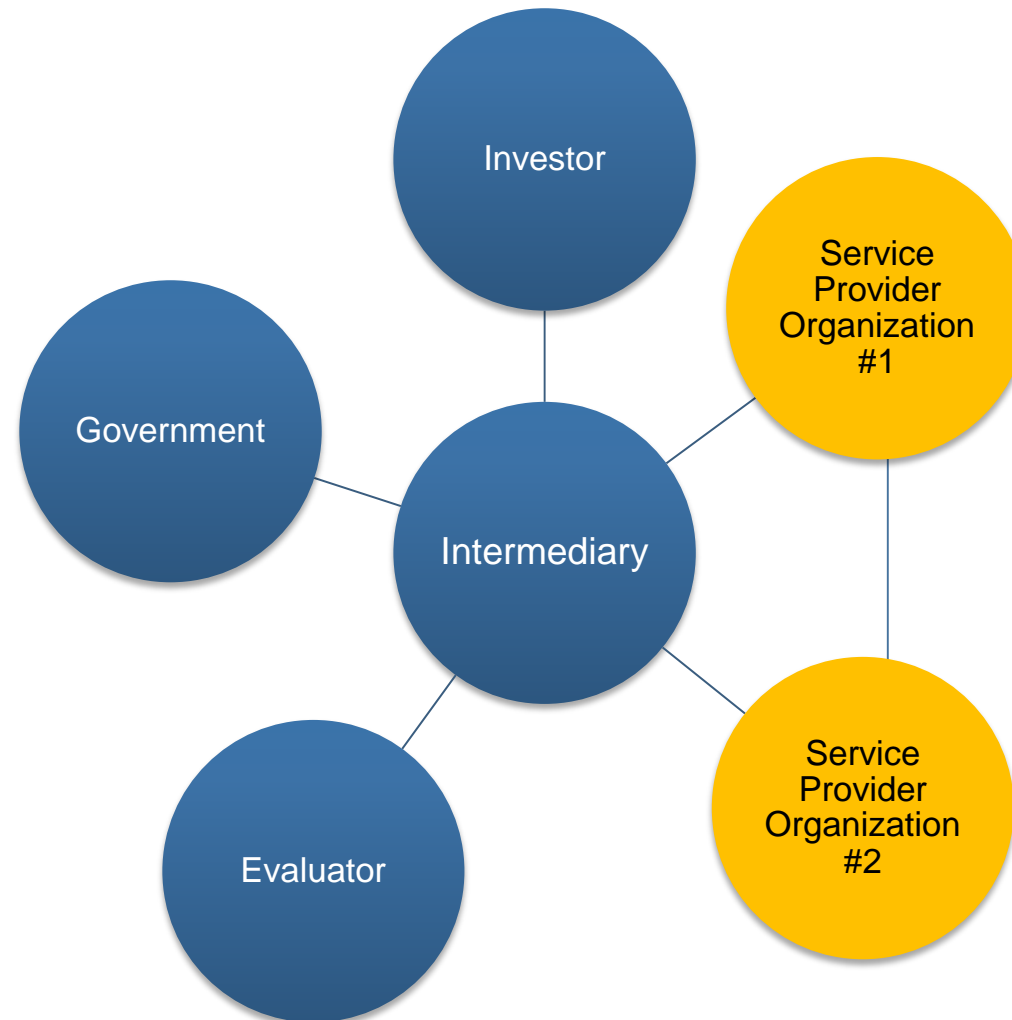 Investor
Service
Provider
Organization
#1
Government
Intermediary
Service
Provider
Organization
#2
Evaluator